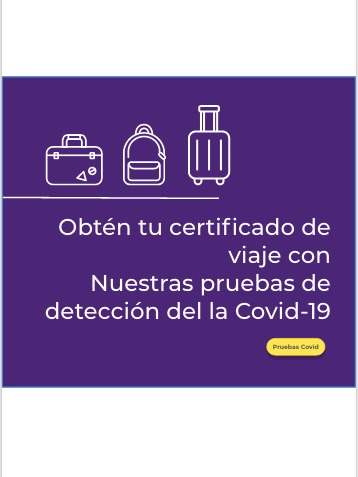 Obtén tu certificado de
viaje con
Nuestras pruebas de
detección del la Covid-19
Pruebas Covid